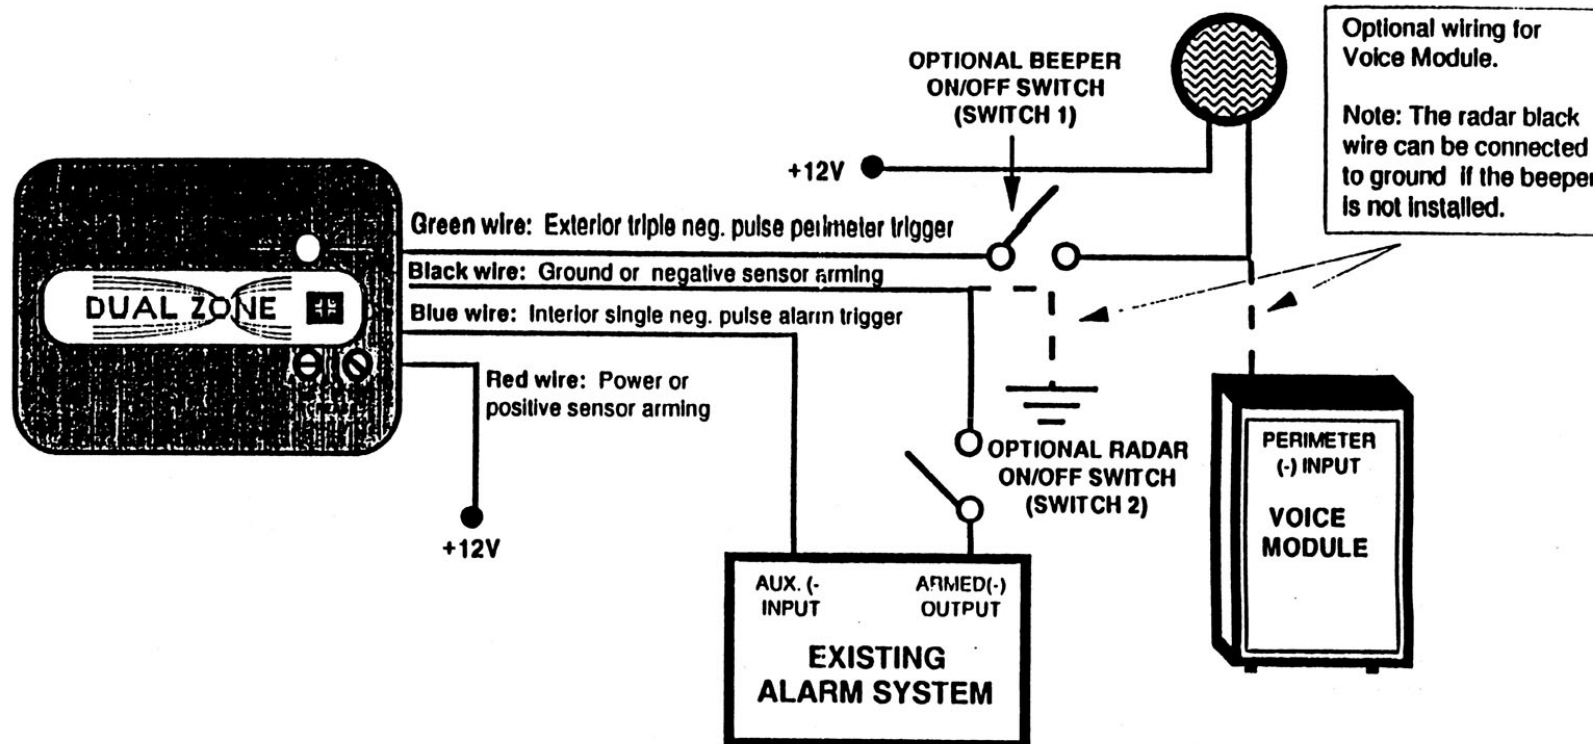 OPTIONAL BEEPER
ON/OFF SWITCH
(SWITCH 1)
Optional wiring for
Voice Module.
Note: The radar black
wire can be connected
to ground if the beeper
is not installed.
+12V
Green wire: Exterior triple neg. pulse perimeter trigger
Black wire: Ground or negative sensor arming
DUAL ZONE
Blue wire: Interior single neg. pulse alarm trigger
Red wire: Power or
positive sensor arming
+12V
OPTIONAL RADAR
ON/OFF SWITCH
(SWITCH 2)
PERIMETER
(-) INPUT
VOICE
MODULE
AUX. (-
INPUT
ARMED(-)
OUTPUT
EXISTING
ALARM SYSTEM